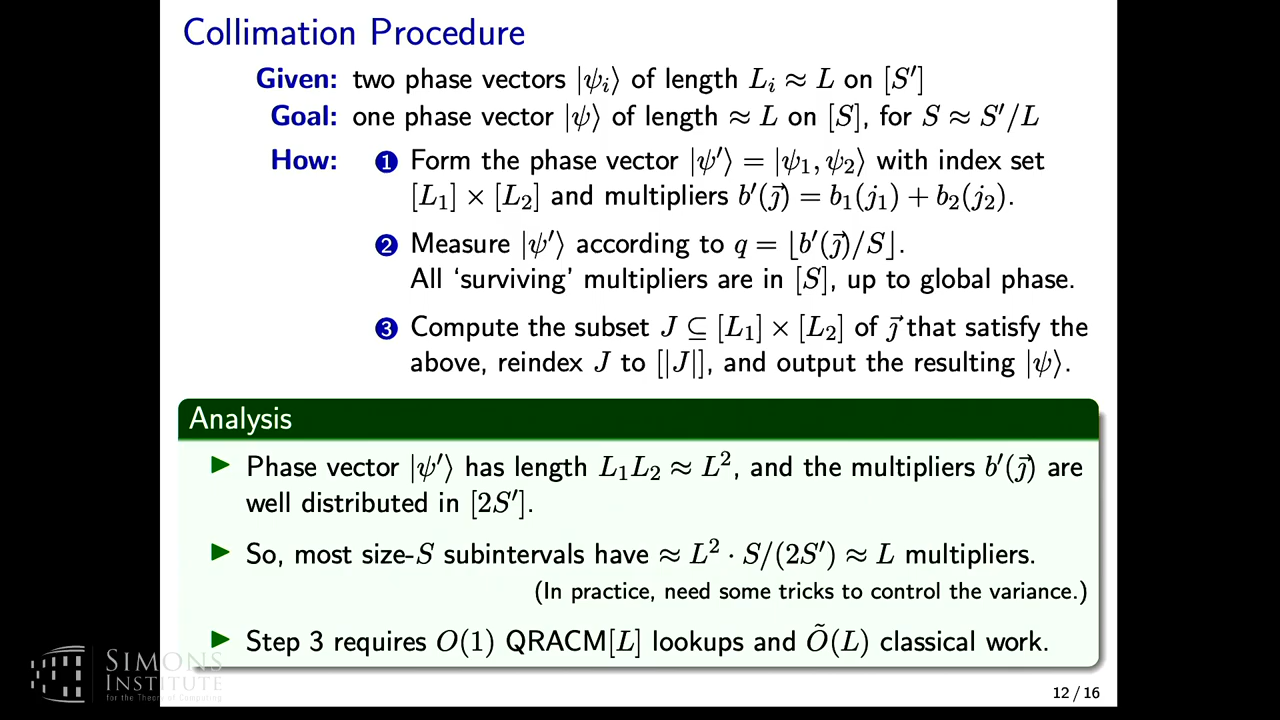 Collimation Procedure
Given: two phase vectors |ψᵢ⟩ of length Lᵢ ≈ L on [S′]
Goal: one phase vector |ψ⟩ of length ≈ L on [S], for S ≈ S′/L
How: 1 Form the phase vector |ψ′⟩ = |ψ₁, ψ₂⟩ with index set
[L₁] × [L₂] and multipliers b′(ȷ⃗) = b₁(j₁) + b₂(j₂).
2 Measure |ψ′⟩ according to q = ⌊b′(ȷ⃗)/S⌋.
All ‘surviving’ multipliers are in [S], up to global phase.
3 Compute the subset J ⊆ [L₁] × [L₂] of ȷ⃗ that satisfy the
above, reindex J to [|J|], and output the resulting |ψ⟩.
Analysis
▶ Phase vector |ψ′⟩ has length L₁L₂ ≈ L², and the multipliers b′(ȷ⃗) are
well distributed in [2S′].
▶ So, most size-S subintervals have ≈ L² · S/(2S′) ≈ L multipliers.
(In practice, need some tricks to control the variance.)
▶ Step 3 requires O(1) QRACM[L] lookups and Õ(L) classical work.
SIMONS
INSTITUTE
for the Theory of Computing
12 / 16